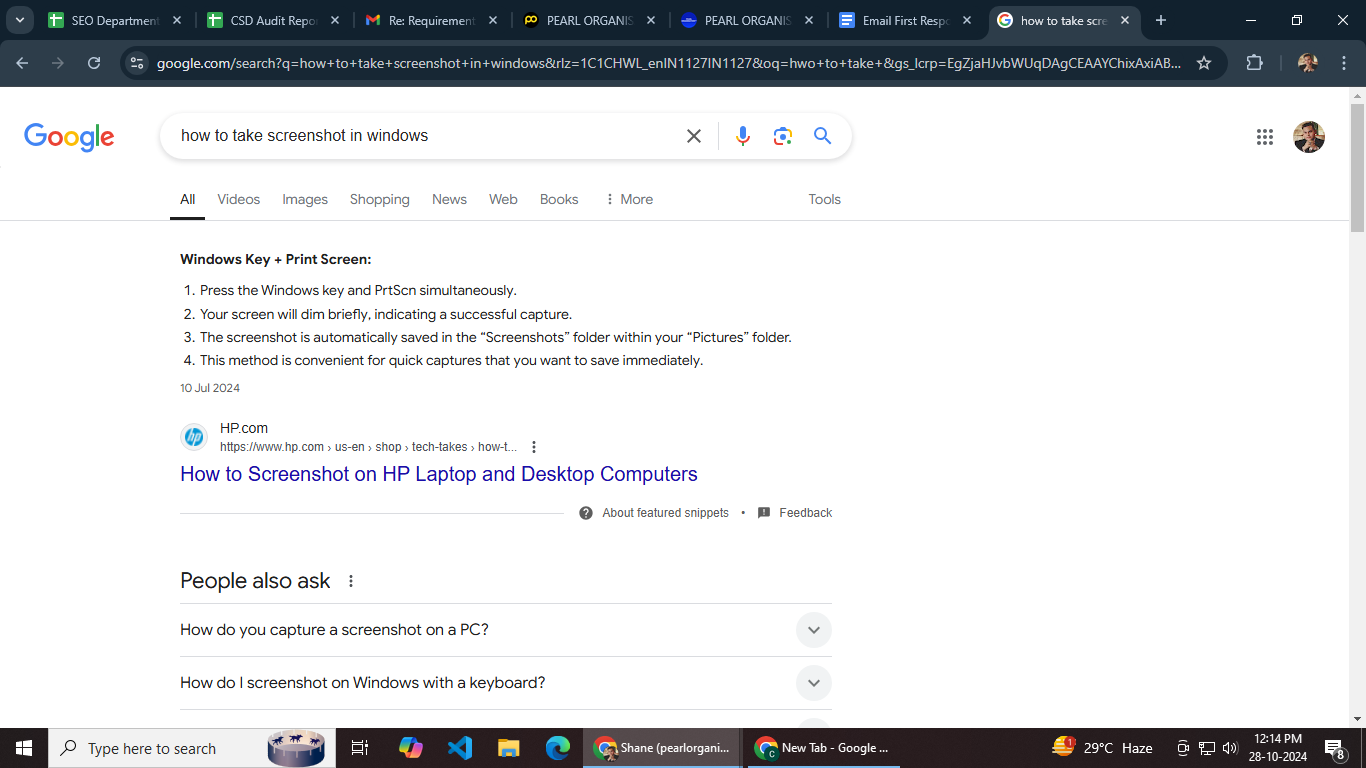 SEO Department
CSD Audit Repo
Re: Requirement
PEARL ORGANIS
PEARL ORGANIS
Email First Respo
how to take scre
google.com/search?q=how+to+take+screenshot+in+windows&rlz=1C1CHWL_enIN1127IN1127&oq=hwo+to+take+&gs_lcrp=EgZjaHJvbWUqDAgCEAAYChixAxiAB...
Google
how to take screenshot in windows
All Videos Images Shopping News Web Books More Tools
Windows Key + Print Screen:
1. Press the Windows key and PrtScn simultaneously.
2. Your screen will dim briefly, indicating a successful capture.
3. The screenshot is automatically saved in the “Screenshots” folder within your “Pictures” folder.
4. This method is convenient for quick captures that you want to save immediately.
10 Jul 2024
hp
HP.com
https://www.hp.com › us-en › shop › tech-takes › how-t...
How to Screenshot on HP Laptop and Desktop Computers
About featured snippets • Feedback
People also ask
How do you capture a screenshot on a PC?
How do I screenshot on Windows with a keyboard?
Type here to search
Shane (pearlorgani...
C
New Tab - Google ...
1
29°C Haze
12:14 PM
28-10-2024
8